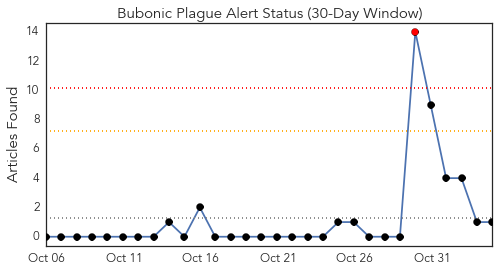 Bubonic Plague Alert Status (30-Day Window)
Articles Found
14
12
10
8
6
4
2
0
Oct 06
Oct 11
Oct 16
Oct 21
Oct 26
Oct 31